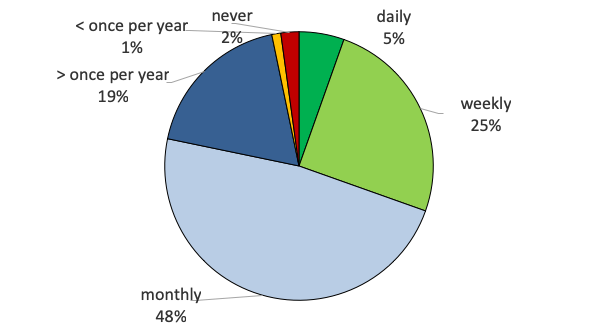 never
2%
daily
5%
< once per year
1%
> once per year
19%
weekly
25%
monthly
48%